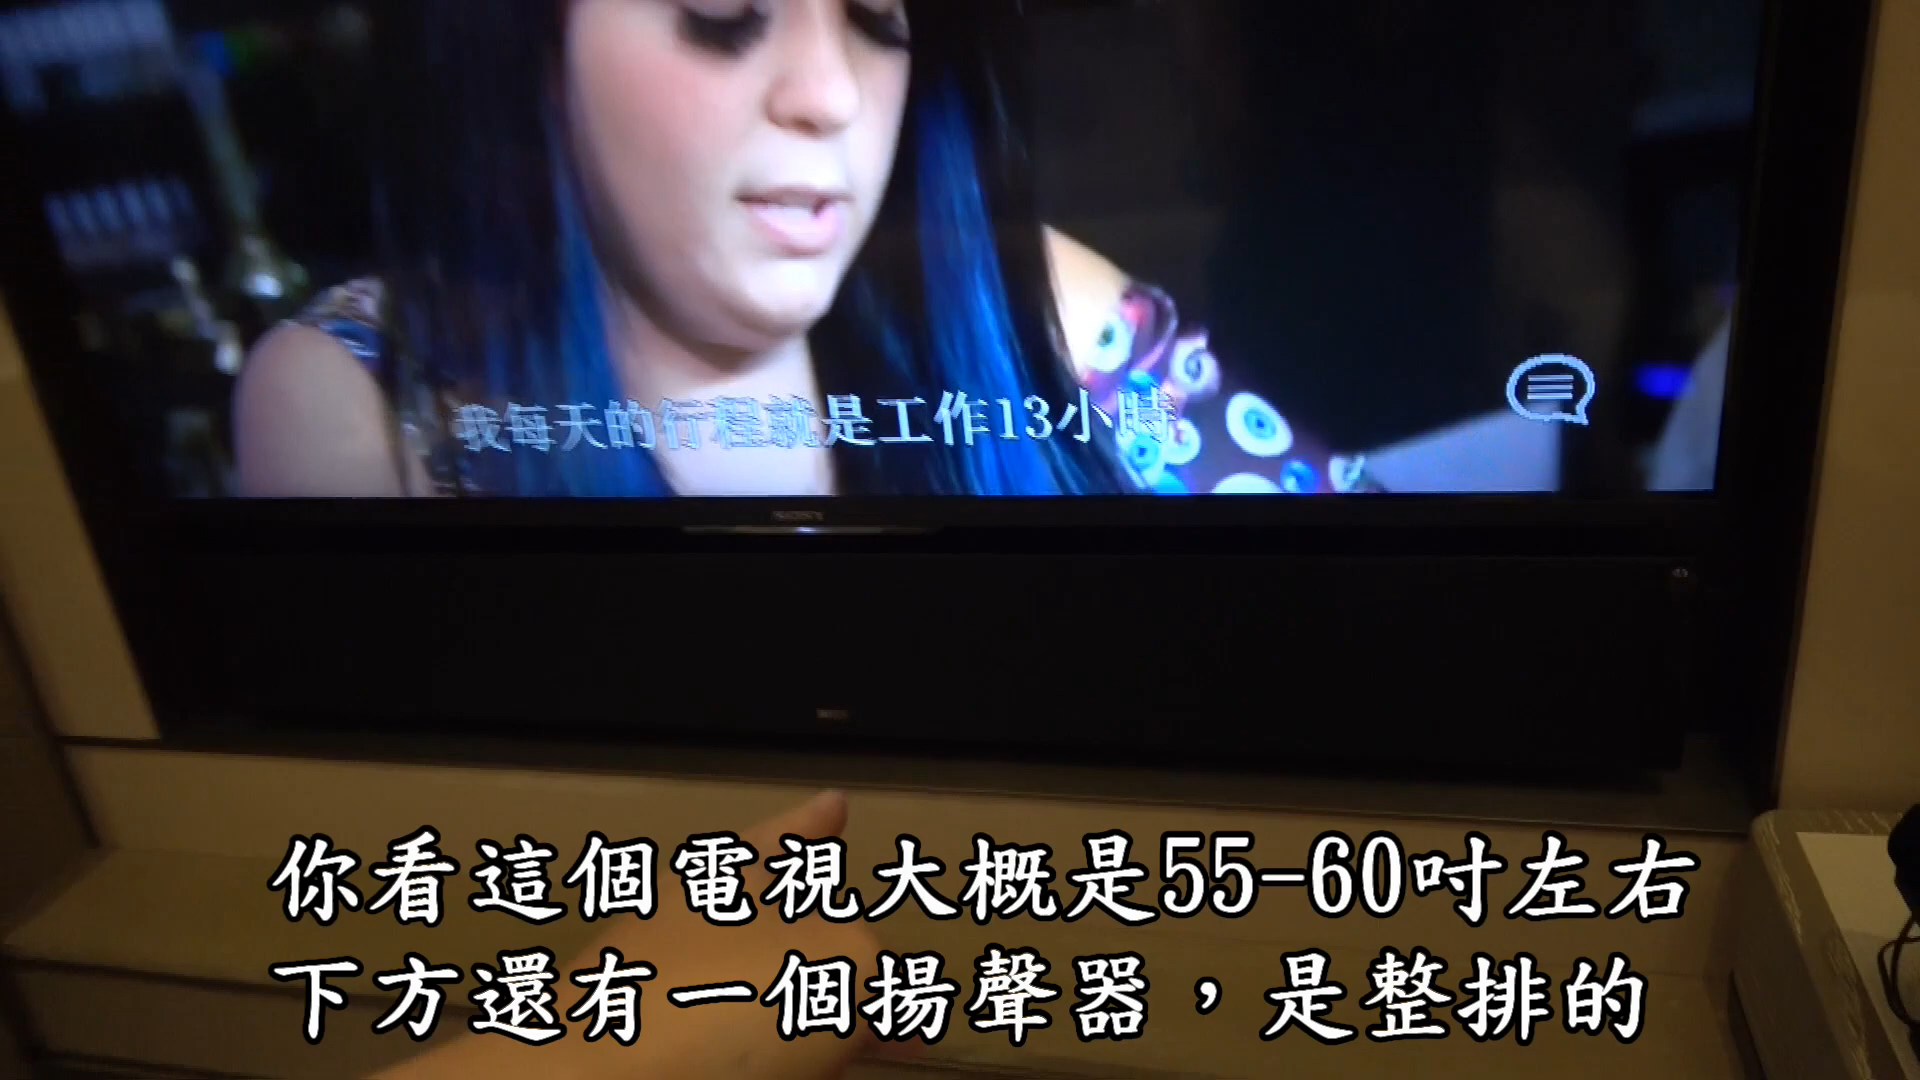 我每天的行程就是工作13小時
SONY
你看這個電視大概是55-60吋左右
下方還有一個揚聲器，是整排的